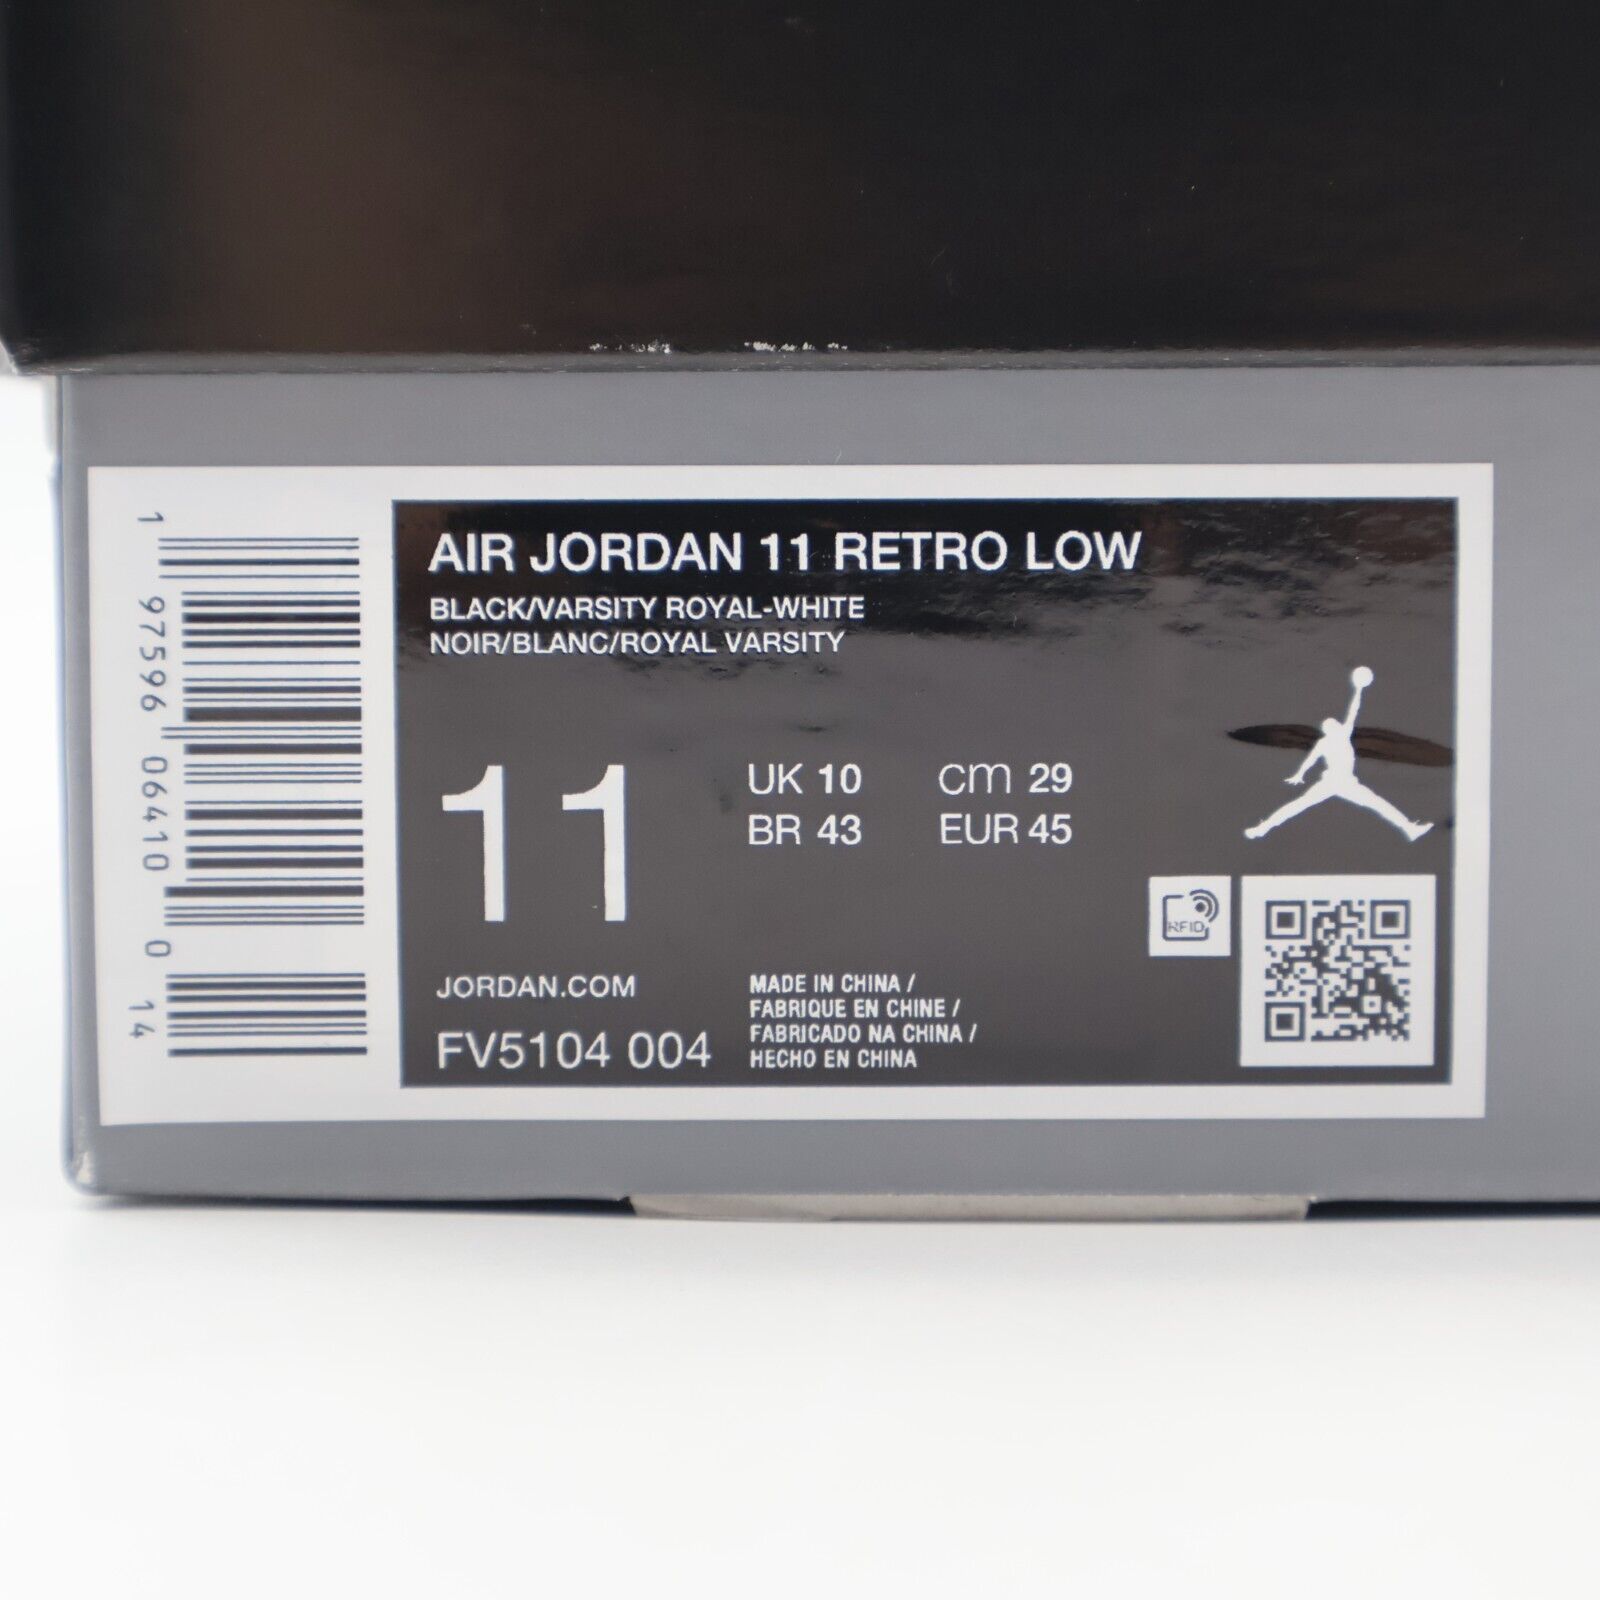 AIR JORDAN 11 RETRO LOW
BLACK/VARSITY ROYAL-WHITE
NOIR/BLANC/ROYAL VARSITY
11
UK 10 cm 29
BR 43 EUR 45
RFID
JORDAN.COM
FV5104 004
MADE IN CHINA /
FABRIQUE EN CHINE /
FABRICADO NA CHINA /
HECHO EN CHINA
1 97596 06410 0 14